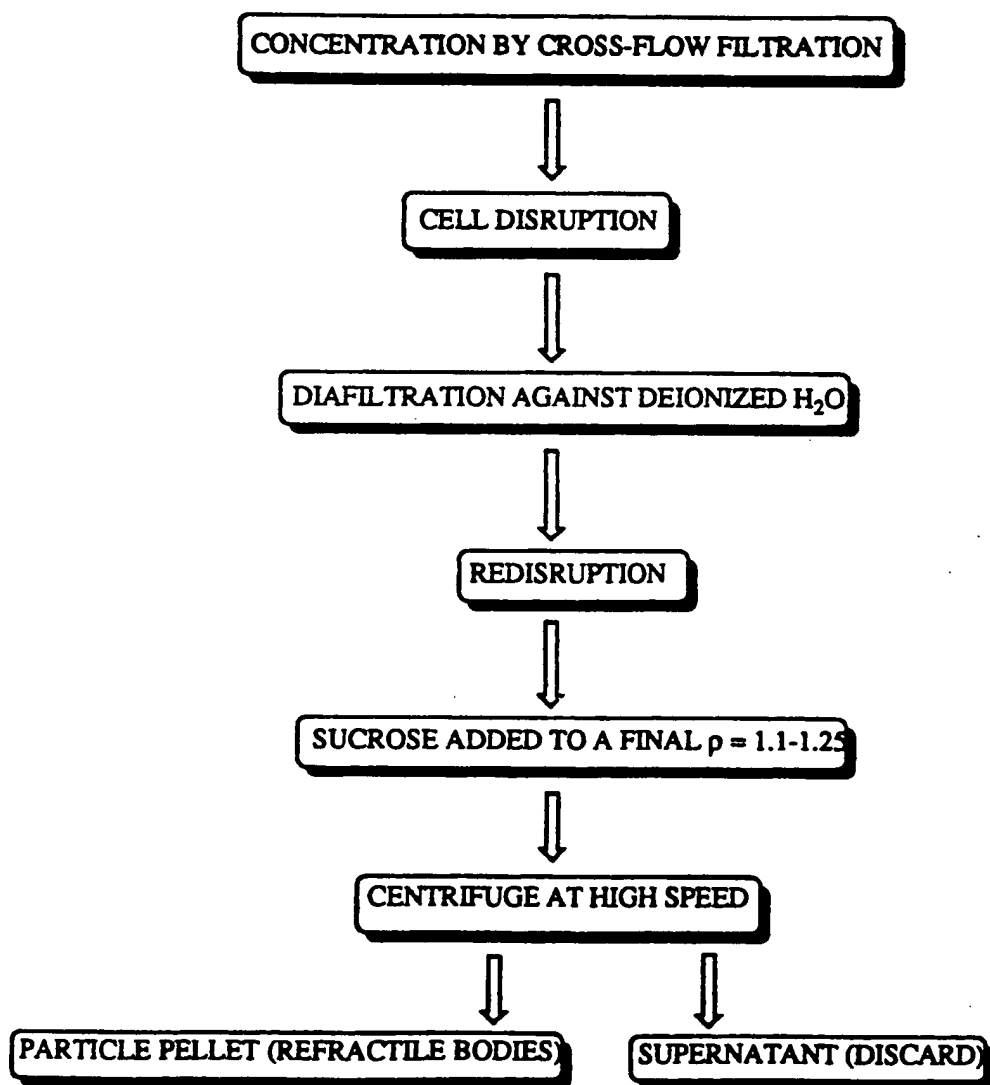 CONCENTRATION BY CROSS-FLOW FILTRATION
CELL DISRUPTION
DIAFILTRATION AGAINST DEIONIZED H₂O
REDISRUPTION
SUCROSE ADDED TO A FINAL ρ = 1.1-1.25
CENTRIFUGE AT HIGH SPEED
PARTICLE PELLET (REFRACTILE BODIES)
SUPERNATANT (DISCARD)